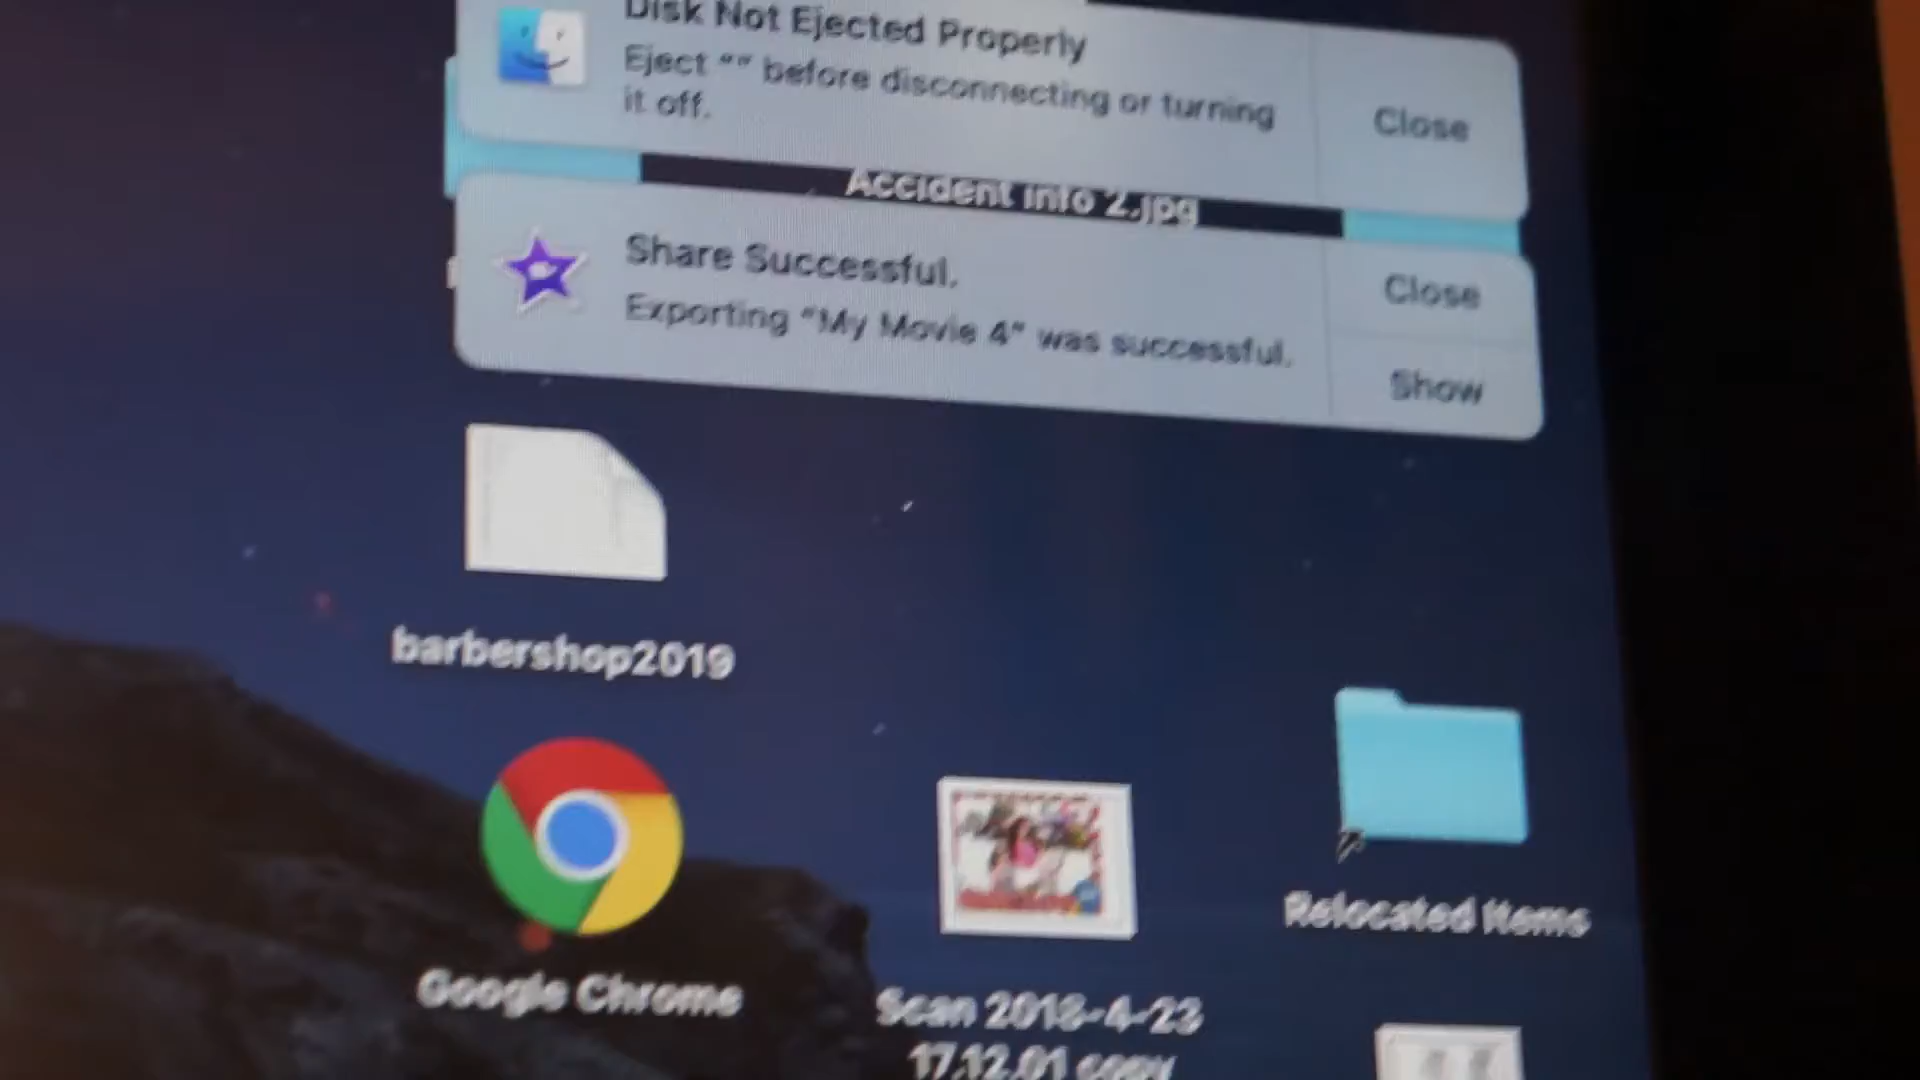 Disk Not Ejected Properly
Eject “” before disconnecting or turning
it off.
Close
Accident info 2.jpg
Share Successful.
Exporting “My Movie 4” was successful.
Close
Show
barbershop2019
Relocated Items
Google Chrome
Scan 2018-4-23
17.12.01 copy